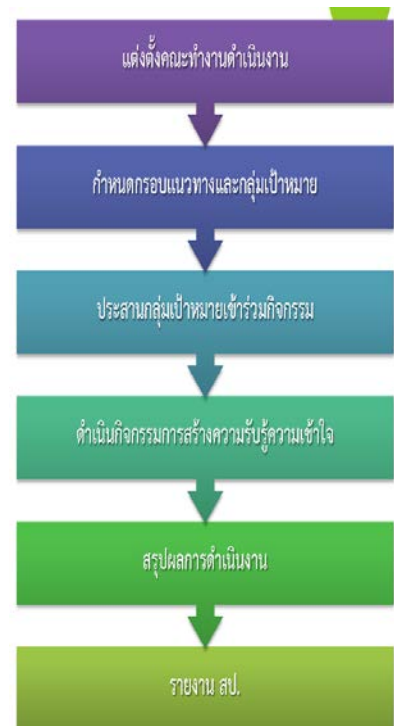 แต่งตั้งคณะทำงานดำเนินงาน
กำหนดกรอบแนวทางและกลุ่มเป้าหมาย
ประสานกลุ่มเป้าหมายเข้าร่วมกิจกรรม
ดำเนินกิจกรรมการสร้างความรับรู้ความเข้าใจ
สรุปผลการดำเนินงาน
รายงาน สป.